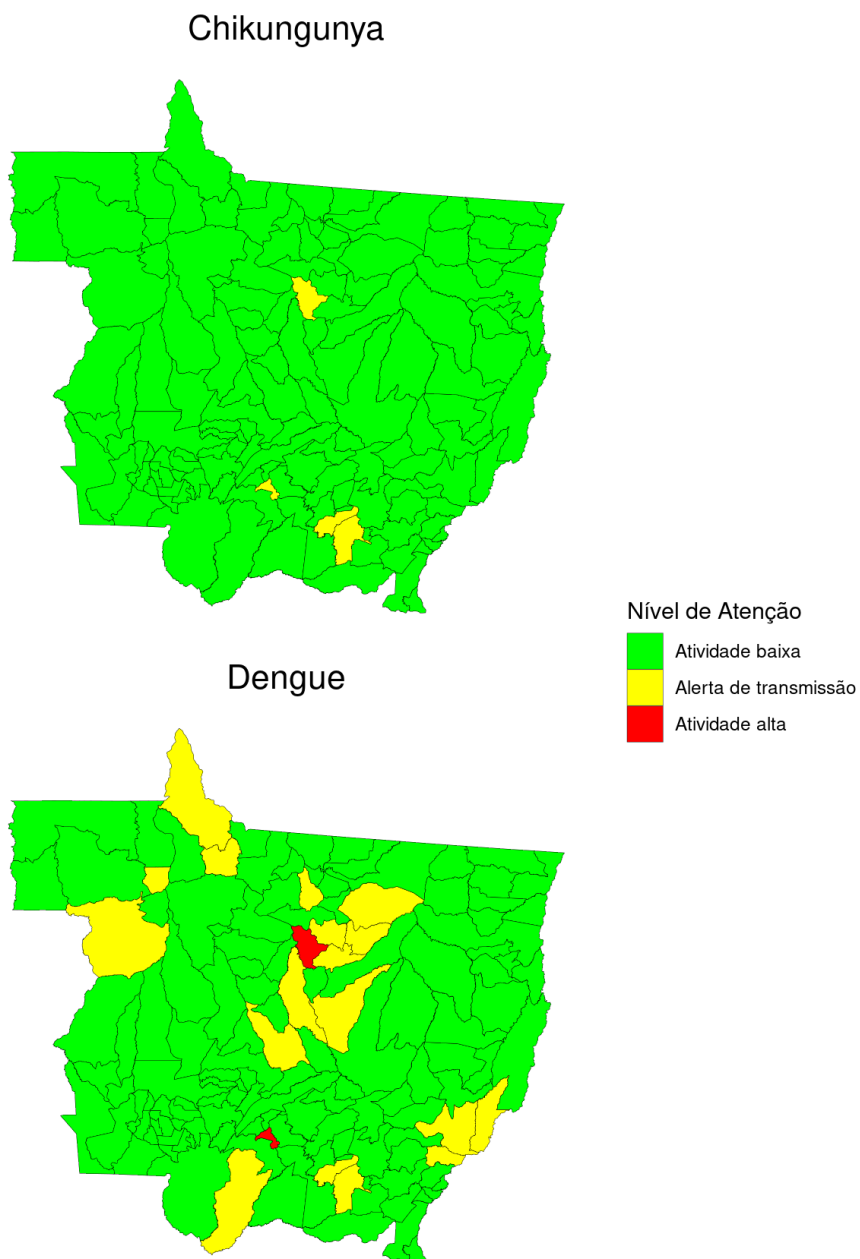 Chikungunya
Nível de Atenção
Atividade baixa
Alerta de transmissão
Atividade alta
Dengue